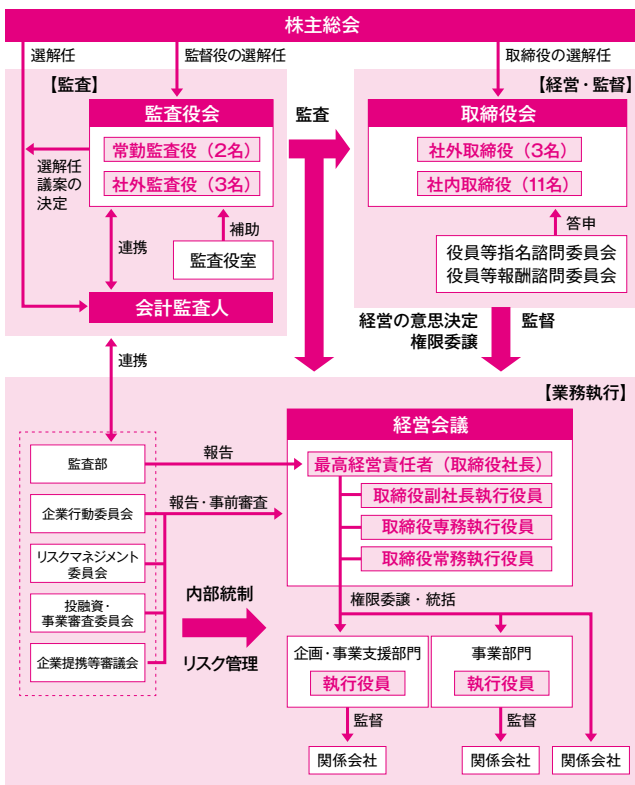 株主総会
選解任
監督役の選解任
取締役の選解任
【監査】
【経営・監督】
監査役会
常勤監査役（2名）
社外監査役（3名）
監査
取締役会
社外取締役（3名）
社内取締役（11名）
選解任
議案の
決定
連携
補助
監査役室
答申
役員等指名諮問委員会
役員等報酬諮問委員会
会計監査人
経営の意思決定
権限委譲
監督
連携
【業務執行】
経営会議
監査部
報告
最高経営責任者（取締役社長）
取締役副社長執行役員
取締役専務執行役員
取締役常務執行役員
企業行動委員会
報告・事前審査
リスクマネジメント
委員会
投融資・
事業審査委員会
企業提携等審議会
内部統制
リスク管理
権限委譲・統括
企画・事業支援部門
執行役員
事業部門
執行役員
監督
監督
関係会社
関係会社
関係会社